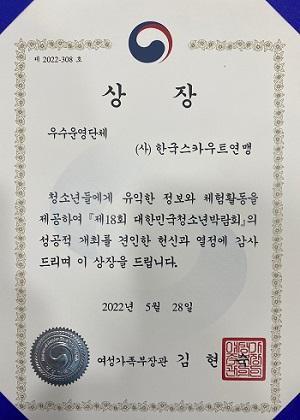 제 2022-308 호
상 장
우수운영단체
(사) 한국스카우트연맹
청소년들에게 유익한 정보와 체험활동을
제공하여 『제18회 대한민국청소년박람회』의
성공적 개최를 견인한 헌신과 열정에 감사
드리며 이 상장을 드립니다.
2022년 5월 28일
여성가족부장관 김 현